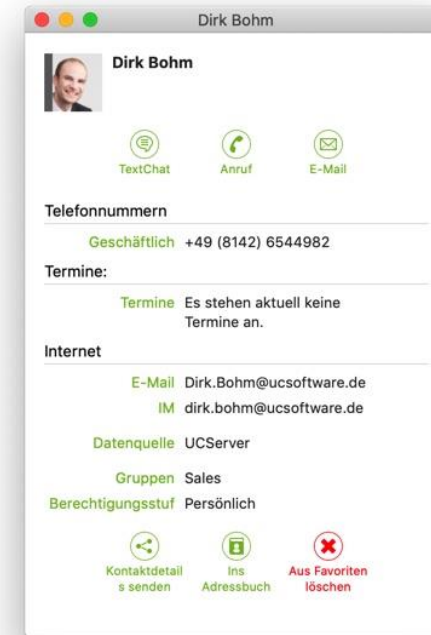 Dirk Bohm
Dirk Bohm
TextChat Anruf E-Mail
Telefonnummern
Geschäftlich +49 (8142) 6544982
Termine:
Termine Es stehen aktuell keine
Termine an.
Internet
E-Mail Dirk.Bohm@ucsoftware.de
IM dirk.bohm@ucsoftware.de
Datenquelle UCServer
Gruppen Sales
Berechtigungsstuf Persönlich
Kontaktdetail Ins Aus Favoriten
s senden Adressbuch löschen